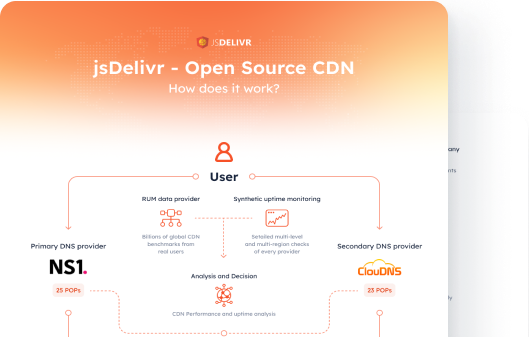 JSDELIVR
jsDelivr - Open Source CDN
How does it work?
User
RUM data provider
Billions of global CDN
benchmarks from
real users
Synthetic uptime monitoring
Setailed multi-level
and multi-region checks
of every provider
Primary DNS provider
NS1.
25 POPs
Analysis and Decision
CDN Performance and uptime analysis
Secondary DNS provider
ClouDNS
23 POPs
any
nts
ly